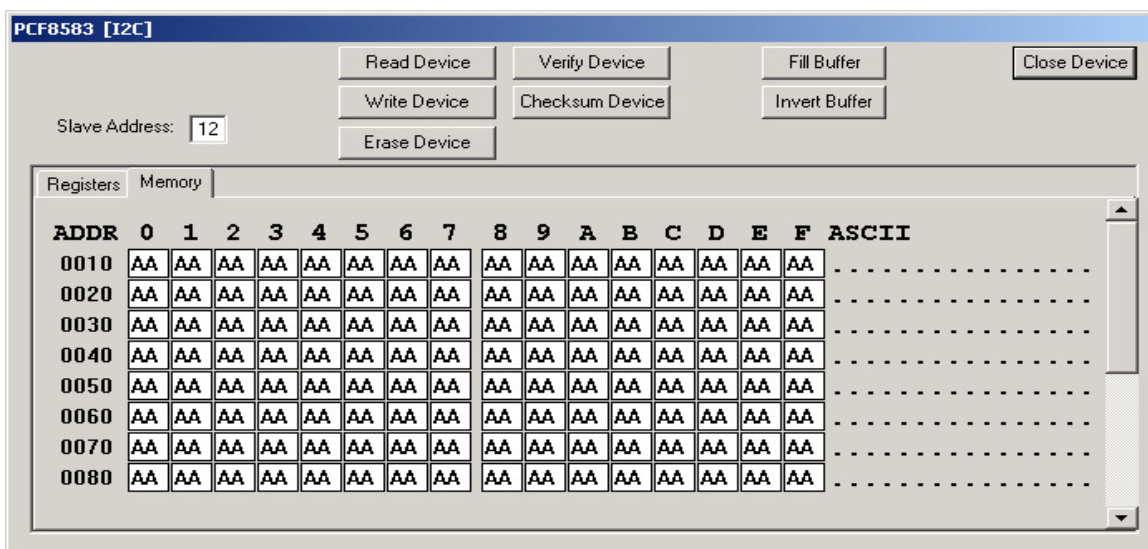 PCF8583 [I2C]
Read Device Verify Device Fill Buffer Close Device
Write Device Checksum Device Invert Buffer
Slave Address: 12
Erase Device
Registers Memory
ADDR 0 1 2 3 4 5 6 7 8 9 A B C D E F ASCII
0010 AA AA AA AA AA AA AA AA AA AA AA AA AA AA AA AA ................
0020 AA AA AA AA AA AA AA AA AA AA AA AA AA AA AA AA ................
0030 AA AA AA AA AA AA AA AA AA AA AA AA AA AA AA AA ................
0040 AA AA AA AA AA AA AA AA AA AA AA AA AA AA AA AA ................
0050 AA AA AA AA AA AA AA AA AA AA AA AA AA AA AA AA ................
0060 AA AA AA AA AA AA AA AA AA AA AA AA AA AA AA AA ................
0070 AA AA AA AA AA AA AA AA AA AA AA AA AA AA AA AA ................
0080 AA AA AA AA AA AA AA AA AA AA AA AA AA AA AA AA ................